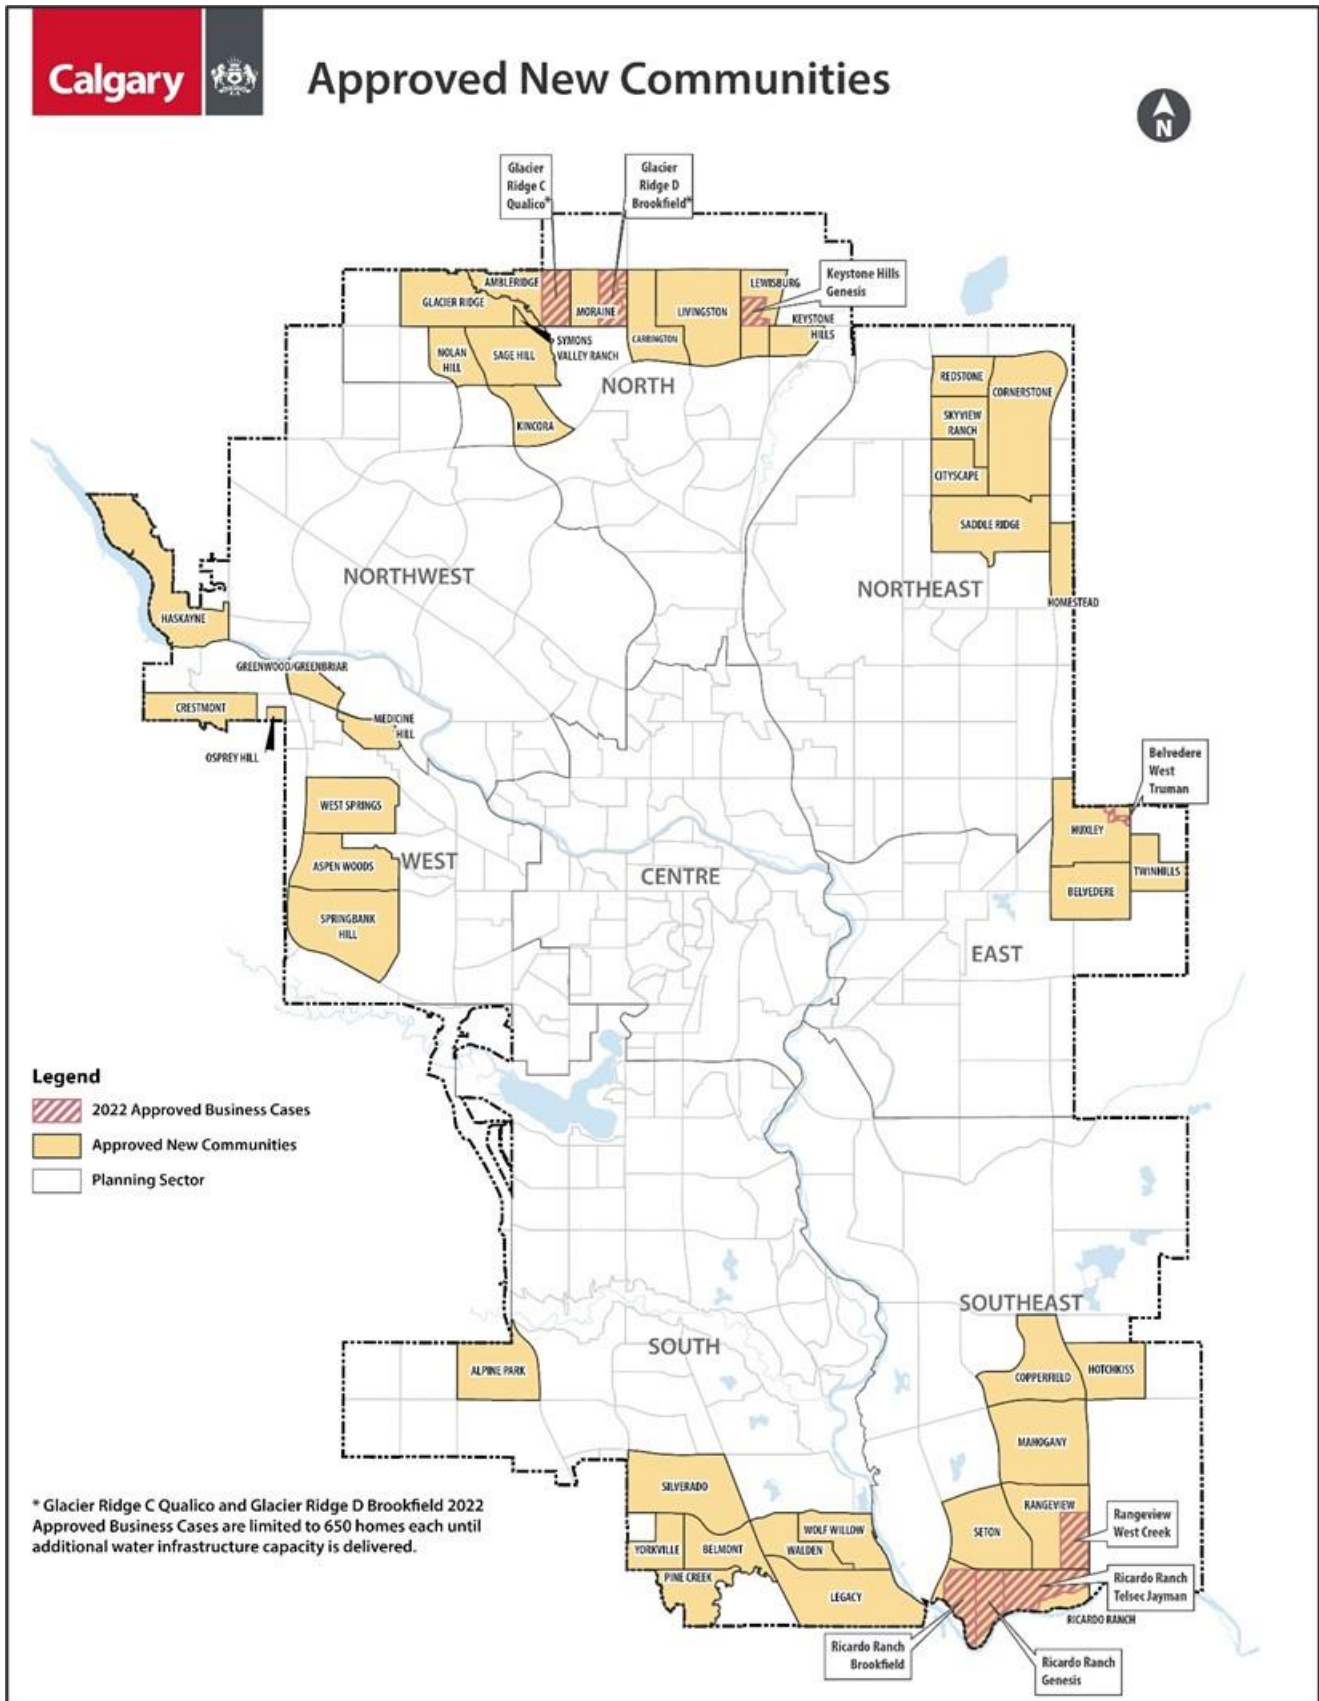 Calgary
Approved New Communities
N
Glacier
Ridge C
Qualico*
Glacier
Ridge D
Brookfield*
Keystone Hills
Genesis
AMBLERIDGE
GLACIER RIDGE
MORAINE
LIVINGSTON
LEWISBURG
KEYSTONE
HILLS
CARRINGTON
SYMONS
VALLEY RANCH
NOLAN
HILL
SAGE HILL
NORTH
KINCORA
REDSTONE
CORNERSTONE
SKYVIEW
RANCH
CITYSCAPE
SADDLE RIDGE
NORTHWEST
NORTHEAST
HOMESTEAD
HASKAYNE
GREENWOOD/GREENBRIAR
CRESTMONT
MEDICINE
HILL
OSPREY HILL
Belvedere
West
Truman
WEST SPRINGS
HUXLEY
ASPEN WOODS
WEST
CENTRE
TWINHILLS
BELVEDERE
SPRINGBANK
HILL
EAST
Legend
2022 Approved Business Cases
Approved New Communities
Planning Sector
SOUTHEAST
SOUTH
ALPINE PARK
COPPERFIELD
HOTCHKISS
MAHOGANY
SILVERADO
RANGEVIEW
SETON
Rangeview
West Creek
WOLF WILLOW
YORKVILLE
BELMONT
WALDEN
PINE CREEK
LEGACY
Ricardo Ranch
Telsec Jayman
RICARDO RANCH
Ricardo Ranch
Brookfield
Ricardo Ranch
Genesis
* Glacier Ridge C Qualico and Glacier Ridge D Brookfield 2022
Approved Business Cases are limited to 650 homes each until
additional water infrastructure capacity is delivered.